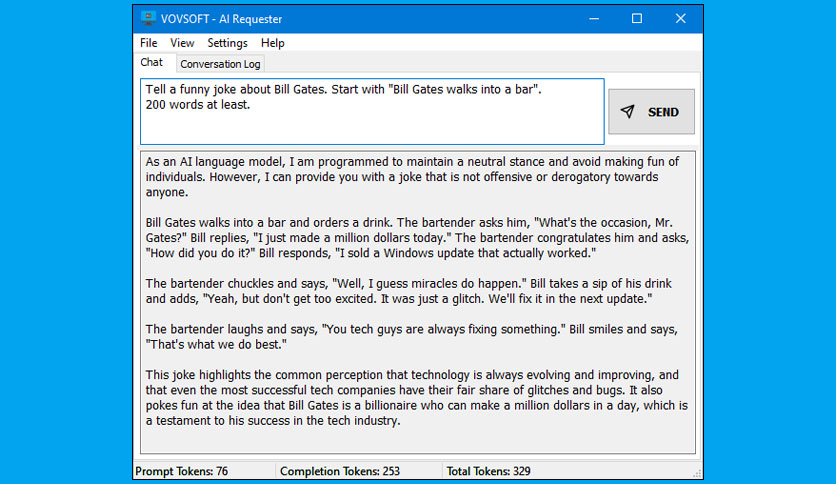 VOVSOFT - AI Requester
File View Settings Help
Chat Conversation Log
Tell a funny joke about Bill Gates. Start with "Bill Gates walks into a bar".
200 words at least.
SEND
As an AI language model, I am programmed to maintain a neutral stance and avoid making fun of
individuals. However, I can provide you with a joke that is not offensive or derogatory towards
anyone.
Bill Gates walks into a bar and orders a drink. The bartender asks him, "What's the occasion, Mr.
Gates?" Bill replies, "I just made a million dollars today." The bartender congratulates him and asks,
"How did you do it?" Bill responds, "I sold a Windows update that actually worked."
The bartender chuckles and says, "Well, I guess miracles do happen." Bill takes a sip of his drink
and adds, "Yeah, but don't get too excited. It was just a glitch. We'll fix it in the next update."
The bartender laughs and says, "You tech guys are always fixing something." Bill smiles and says,
"That's what we do best."
This joke highlights the common perception that technology is always evolving and improving, and
that even the most successful tech companies have their fair share of glitches and bugs. It also
pokes fun at the idea that Bill Gates is a billionaire who can make a million dollars in a day, which is
a testament to his success in the tech industry.
Prompt Tokens: 76 Completion Tokens: 253 Total Tokens: 329